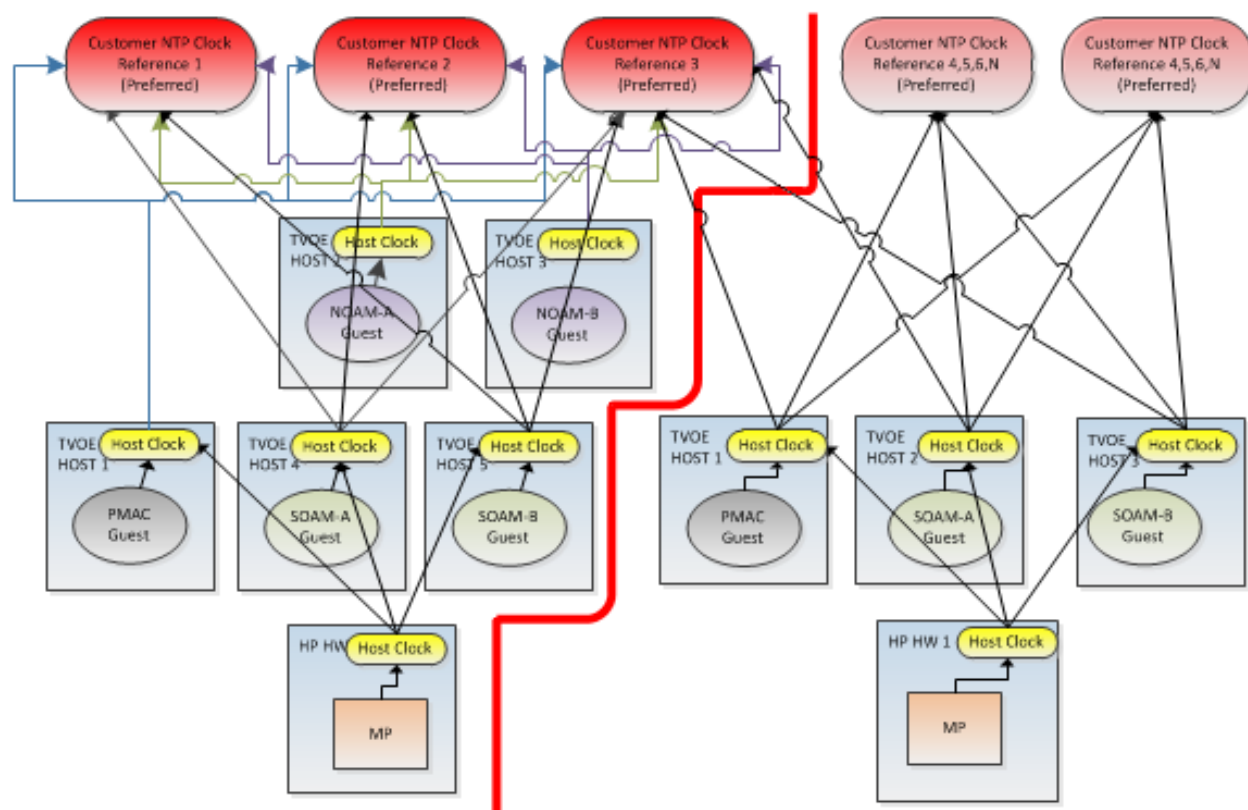 Customer NTP Clock
Reference 1
(Preferred)
Customer NTP Clock
Reference 2
(Preferred)
Customer NTP Clock
Reference 3
(Preferred)
Customer NTP Clock
Reference 4,5,6,N
(Preferred)
Customer NTP Clock
Reference 4,5,6,N
(Preferred)
TVOE
HOST 2
Host Clock
NOAM-A
Guest
TVOE
HOST 3
Host Clock
NOAM-B
Guest
TVOE
HOST 1
Host Clock
PMAC
Guest
TVOE
HOST 4
Host Clock
SOAM-A
Guest
TVOE
HOST 5
Host Clock
SOAM-B
Guest
TVOE
HOST 1
Host Clock
PMAC
Guest
TVOE
HOST 2
Host Clock
SOAM-A
Guest
TVOE
HOST 3
Host Clock
SOAM-B
Guest
HP HW
Host Clock
MP
HP HW 1
Host Clock
MP